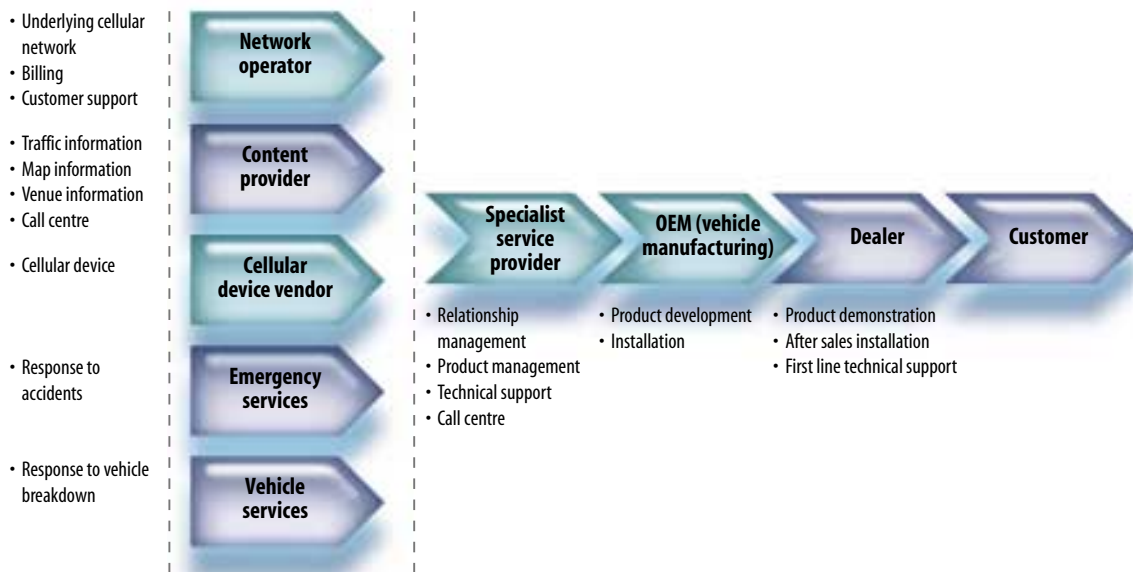 • Underlying cellular
network
• Billing
• Customer support
Network
operator
• Traffic information
• Map information
• Venue information
• Call centre
Content
provider
• Cellular device
Cellular
device vendor
• Response to
accidents
Emergency
services
• Response to vehicle
breakdown
Vehicle
services
Specialist
service
provider
• Relationship
management
• Product management
• Technical support
• Call centre
OEM (vehicle
manufacturing)
• Product development
• Installation
Dealer
• Product demonstration
• After sales installation
• First line technical support
Customer